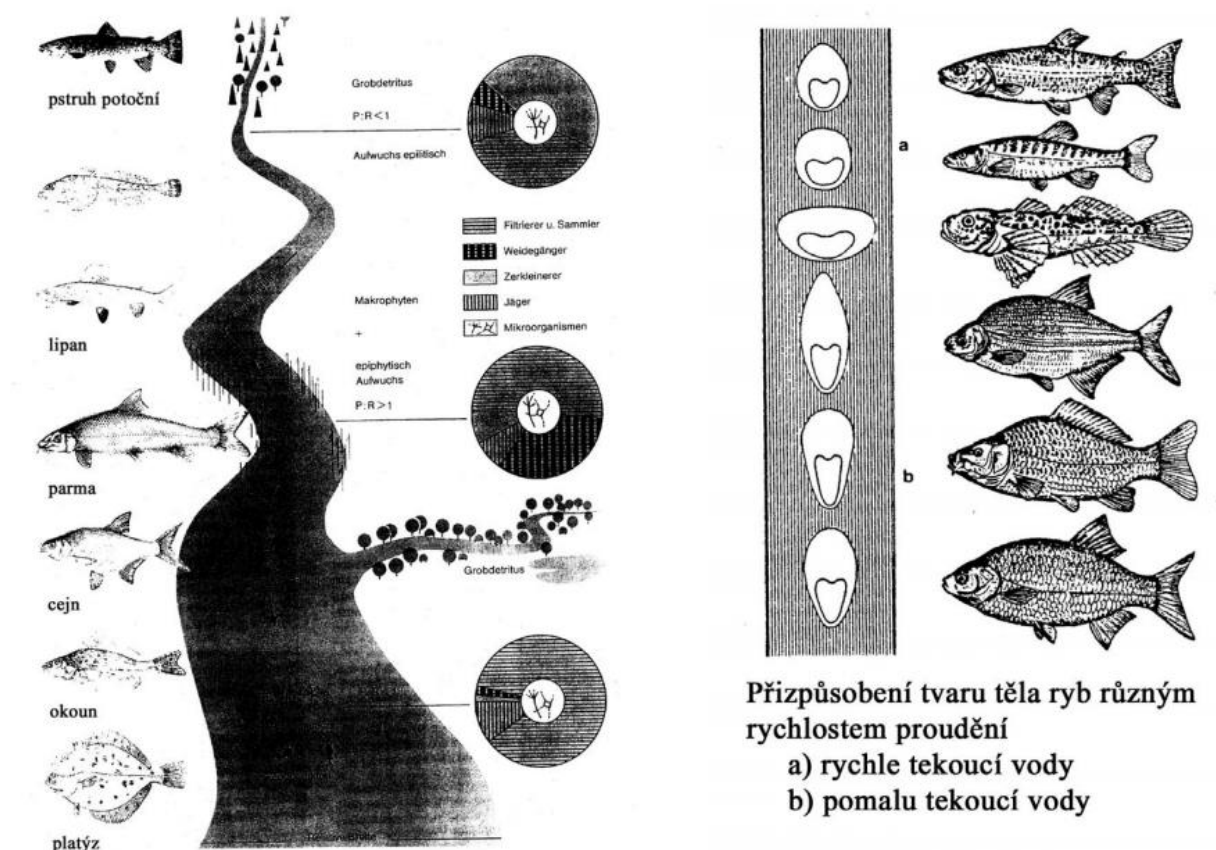 pstruh potoční
lipan
parma
cejn
okoun
platýz
Grobdetritus
P:R<1
Aufwuchs epilitisch
Filtrierer u. Sammler
Weidegänger
Zerkleinerer
Jäger
Mikroorganismen
Makrophyten
+
epiphytisch
Aufwuchs
P:R>1
Grobdetritus
a
b
Přizpůsobení tvaru těla ryb různým
rychlostem proudění
a) rychle tekoucí vody
b) pomalu tekoucí vody